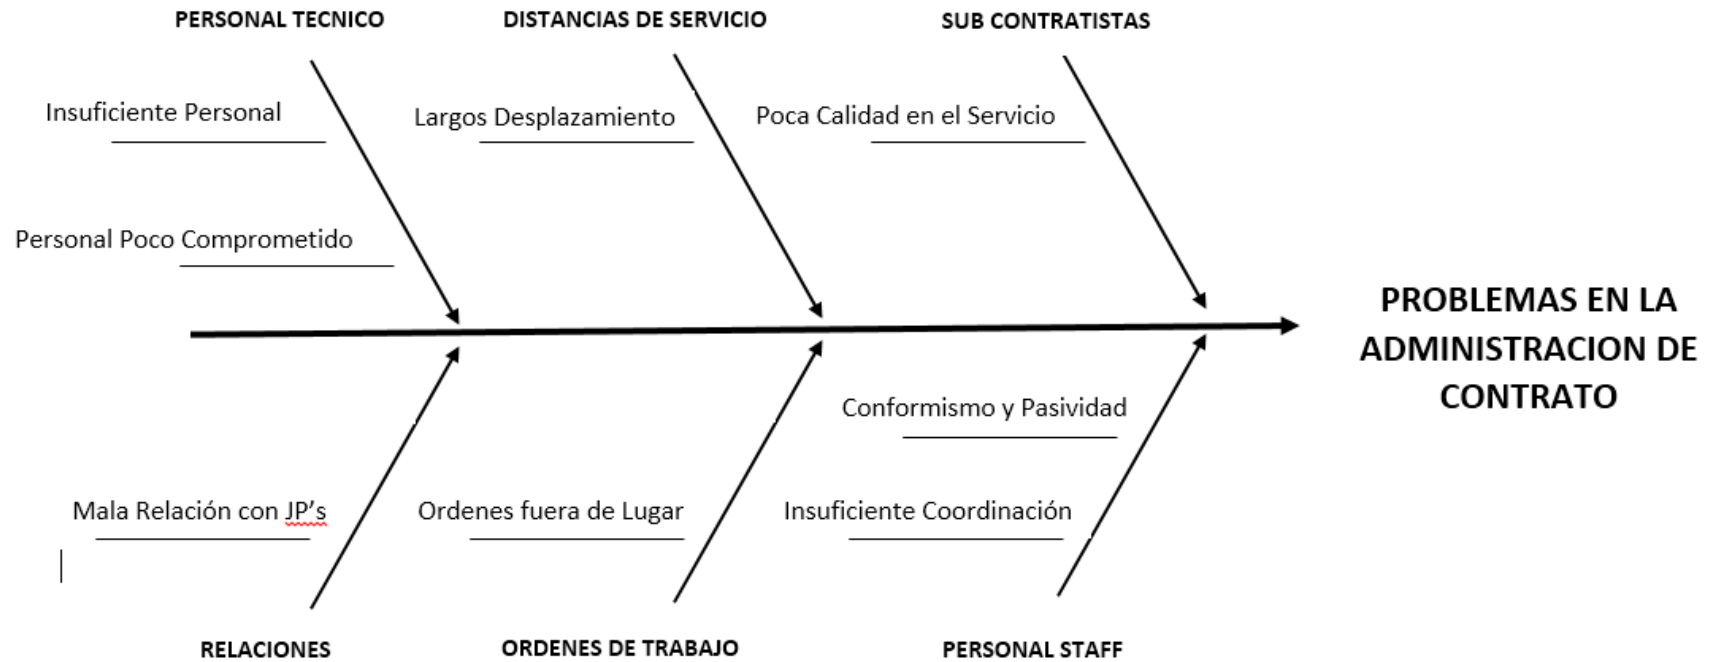 PERSONAL TECNICO
DISTANCIAS DE SERVICIO
SUB CONTRATISTAS
Insuficiente Personal
Largos Desplazamiento
Poca Calidad en el Servicio
Personal Poco Comprometido
PROBLEMAS EN LA
ADMINISTRACION DE
CONTRATO
Conformismo y Pasividad
Mala Relación con JP's
Ordenes fuera de Lugar
Insuficiente Coordinación
RELACIONES
ORDENES DE TRABAJO
PERSONAL STAFF